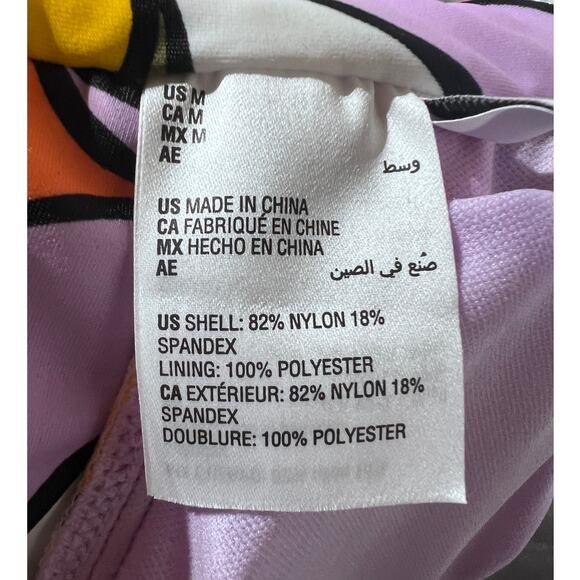 US M
CA M
MX M
AE
وسط
US MADE IN CHINA
CA FABRIQUÉ EN CHINE
MX HECHO EN CHINA
AE
صُنع في الصين
US SHELL: 82% NYLON 18%
SPANDEX
LINING: 100% POLYESTER
CA EXTÉRIEUR: 82% NYLON 18%
SPANDEX
DOUBLURE: 100% POLYESTER